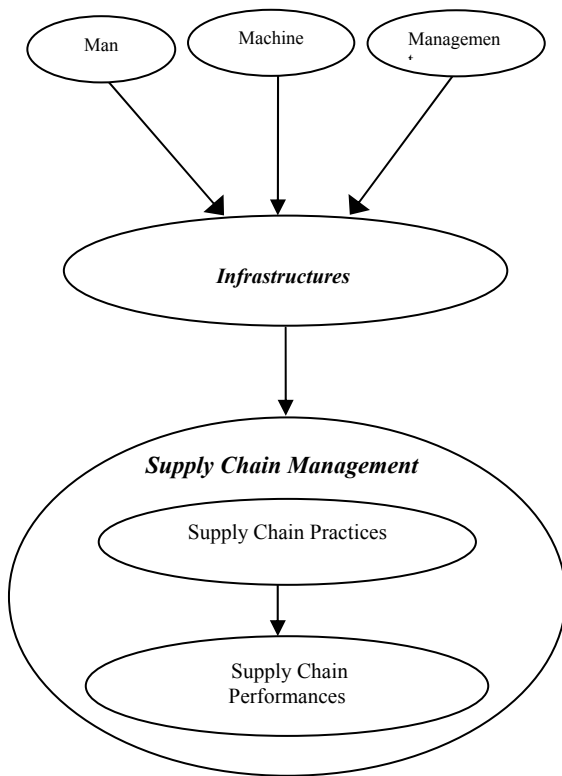 Man
Machine
Managemen
t
Infrastructures
Supply Chain Management
Supply Chain Practices
Supply Chain
Performances